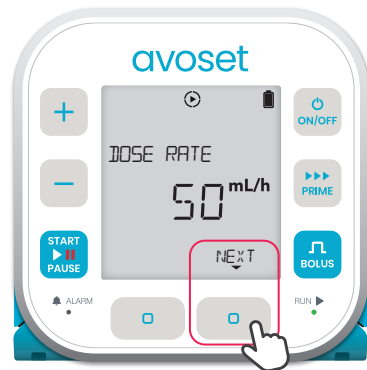 avoset
+
ON/OFF
DOSE RATE
−
PRIME
50 mL/h
START
PAUSE
NEXT
BOLUS
ALARM
RUN